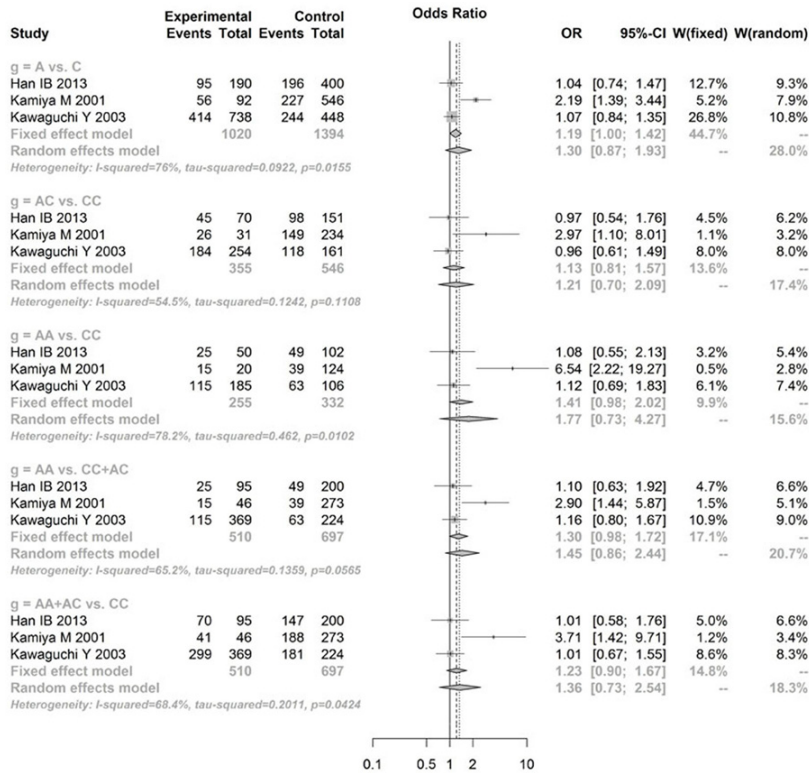 Odds Ratio
Experimental Control
Study Events Total Events Total OR 95%-CI W(fixed) W(random)
g = A vs. C
Han IB 2013 95 190 196 400 1.04 [0.74; 1.47] 12.7% 9.3%
Kamiya M 2001 56 92 227 546 2.19 [1.39; 3.44] 5.2% 7.9%
Kawaguchi Y 2003 414 738 244 448 1.07 [0.84; 1.35] 26.8% 10.8%
Fixed effect model 1020 1394 1.19 [1.00; 1.42] 44.7% --
Random effects model 1.30 [0.87; 1.93] -- 28.0%
Heterogeneity: I-squared=76%, tau-squared=0.0922, p=0.0155
g = AC vs. CC
Han IB 2013 45 70 98 151 0.97 [0.54; 1.76] 4.5% 6.2%
Kamiya M 2001 26 31 149 234 2.97 [1.10; 8.01] 1.1% 3.2%
Kawaguchi Y 2003 184 254 118 161 0.96 [0.61; 1.49] 8.0% 8.0%
Fixed effect model 355 546 1.13 [0.81; 1.57] 13.6% --
Random effects model 1.21 [0.70; 2.09] -- 17.4%
Heterogeneity: I-squared=54.5%, tau-squared=0.1242, p=0.1108
g = AA vs. CC
Han IB 2013 25 50 49 102 1.08 [0.55; 2.13] 3.2% 5.4%
Kamiya M 2001 15 20 39 124 6.54 [2.22; 19.27] 0.5% 2.8%
Kawaguchi Y 2003 115 185 63 106 1.12 [0.69; 1.83] 6.1% 7.4%
Fixed effect model 255 332 1.41 [0.98; 2.02] 9.9% --
Random effects model 1.77 [0.73; 4.27] -- 15.6%
Heterogeneity: I-squared=78.2%, tau-squared=0.462, p=0.0102
g = AA vs. CC+AC
Han IB 2013 25 95 49 200 1.10 [0.63; 1.92] 4.7% 6.6%
Kamiya M 2001 15 46 39 273 2.90 [1.44; 5.87] 1.5% 5.1%
Kawaguchi Y 2003 115 369 63 224 1.16 [0.80; 1.67] 10.9% 9.0%
Fixed effect model 510 697 1.30 [0.98; 1.72] 17.1% --
Random effects model 1.45 [0.86; 2.44] -- 20.7%
Heterogeneity: I-squared=65.2%, tau-squared=0.1359, p=0.0565
g = AA+AC vs. CC
Han IB 2013 70 95 147 200 1.01 [0.58; 1.76] 5.0% 6.6%
Kamiya M 2001 41 46 188 273 3.71 [1.42; 9.71] 1.2% 3.4%
Kawaguchi Y 2003 299 369 181 224 1.01 [0.67; 1.55] 8.6% 8.3%
Fixed effect model 510 697 1.23 [0.90; 1.67] 14.8% --
Random effects model 1.36 [0.73; 2.54] -- 18.3%
Heterogeneity: I-squared=68.4%, tau-squared=0.2011, p=0.0424
0.1 0.5 1 2 10